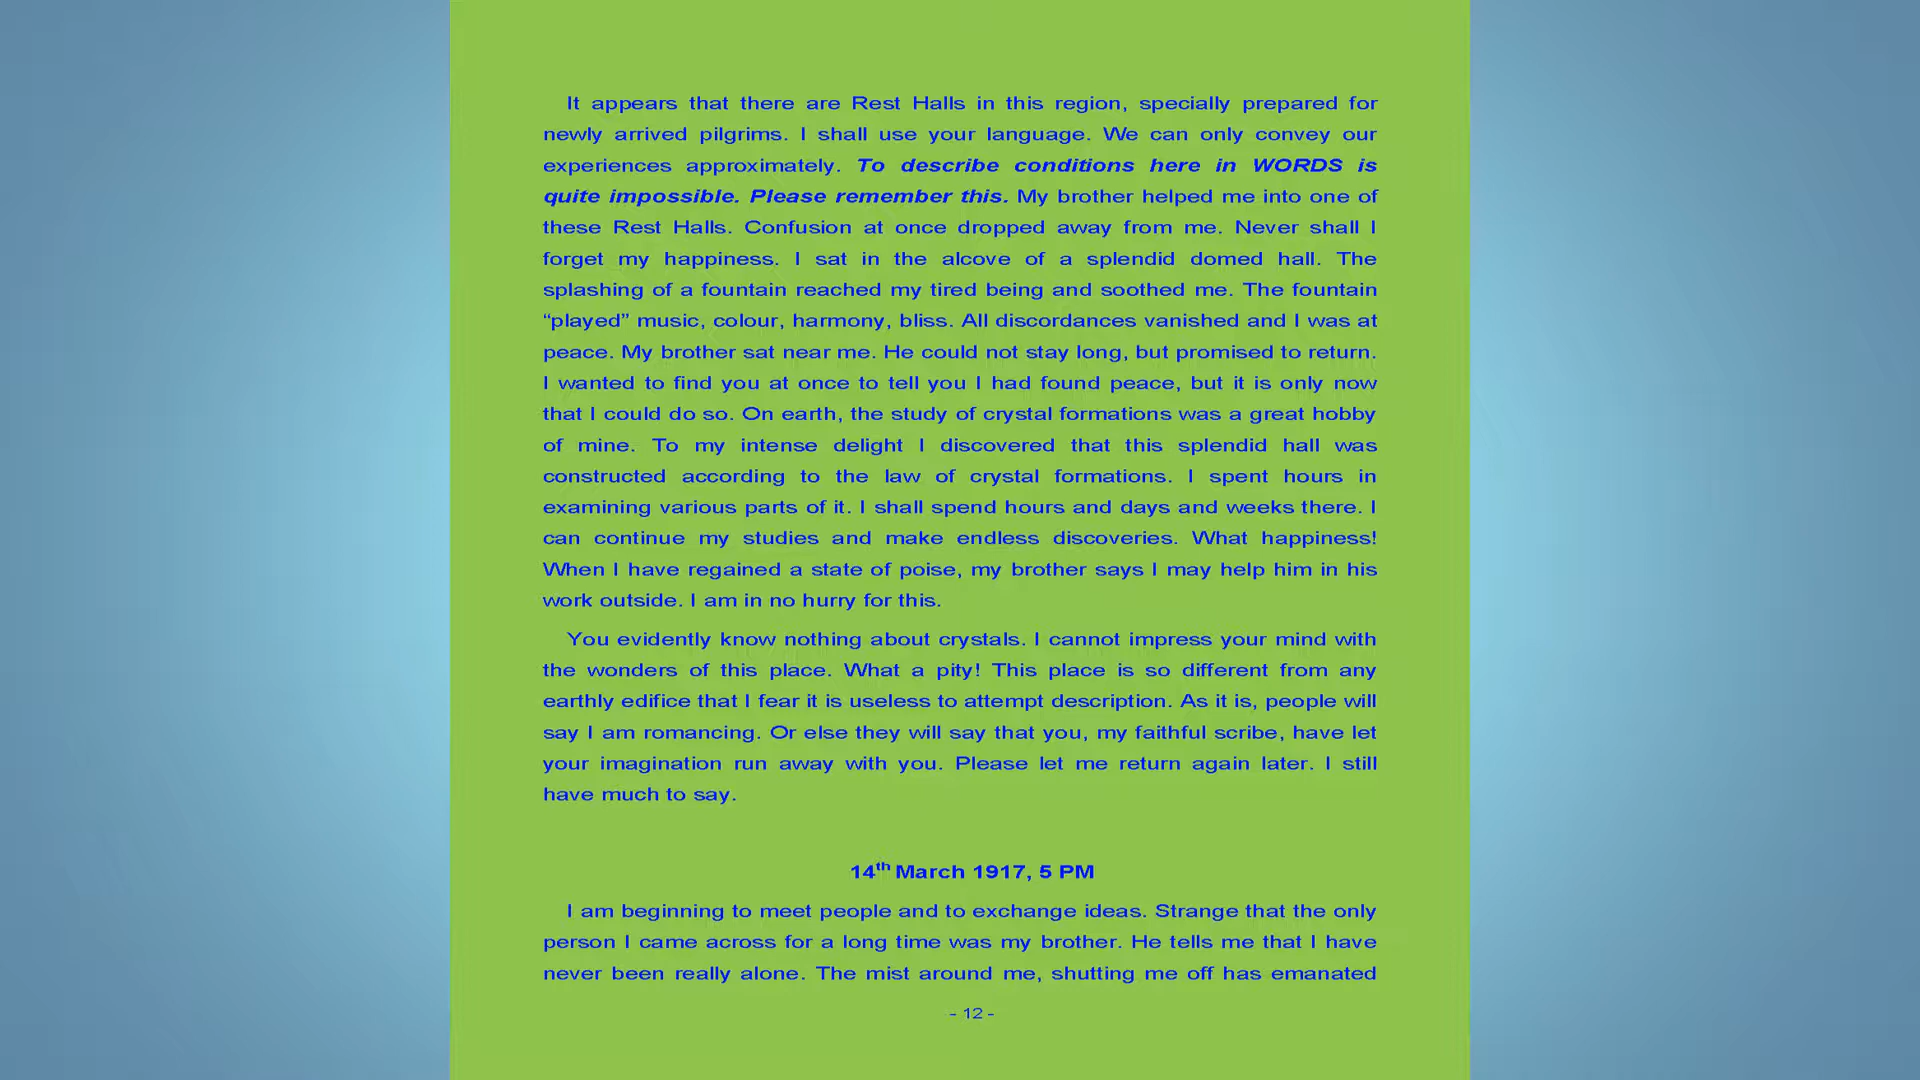 It appears that there are Rest Halls in this region, specially prepared for
newly arrived pilgrims. I shall use your language. We can only convey our
experiences approximately. To describe conditions here in WORDS is
quite impossible. Please remember this. My brother helped me into one of
these Rest Halls. Confusion at once dropped away from me. Never shall I
forget my happiness. I sat in the alcove of a splendid domed hall. The
splashing of a fountain reached my tired being and soothed me. The fountain
“played” music, colour, harmony, bliss. All discordances vanished and I was at
peace. My brother sat near me. He could not stay long, but promised to return.
I wanted to find you at once to tell you I had found peace, but it is only now
that I could do so. On earth, the study of crystal formations was a great hobby
of mine. To my intense delight I discovered that this splendid hall was
constructed according to the law of crystal formations. I spent hours in
examining various parts of it. I shall spend hours and days and weeks there. I
can continue my studies and make endless discoveries. What happiness!
When I have regained a state of poise, my brother says I may help him in his
work outside. I am in no hurry for this.
You evidently know nothing about crystals. I cannot impress your mind with
the wonders of this place. What a pity! This place is so different from any
earthly edifice that I fear it is useless to attempt description. As it is, people will
say I am romancing. Or else they will say that you, my faithful scribe, have let
your imagination run away with you. Please let me return again later. I still
have much to say.
14th March 1917, 5 PM
I am beginning to meet people and to exchange ideas. Strange that the only
person I came across for a long time was my brother. He tells me that I have
never been really alone. The mist around me, shutting me off has emanated
- 12 -